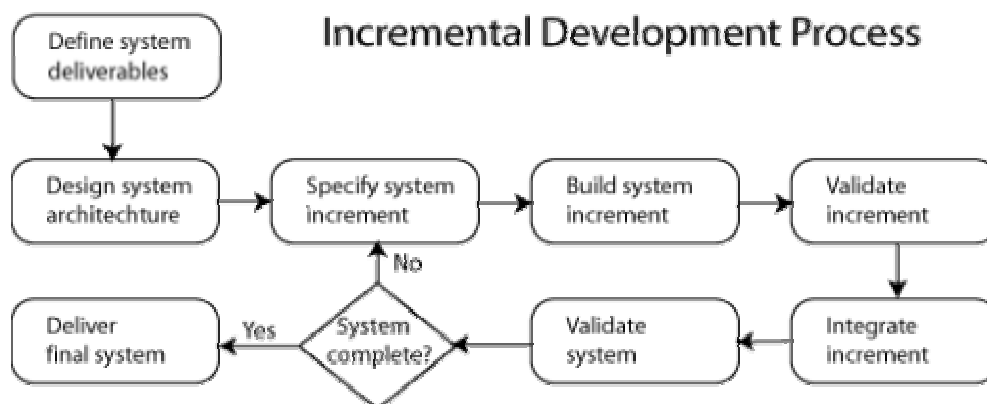 Incremental Development Process
Define system
deliverables
Design system
architechture
Specify system
increment
Build system
increment
Validate
increment
Integrate
increment
Validate
system
System
complete?
No
Yes
Deliver
final system